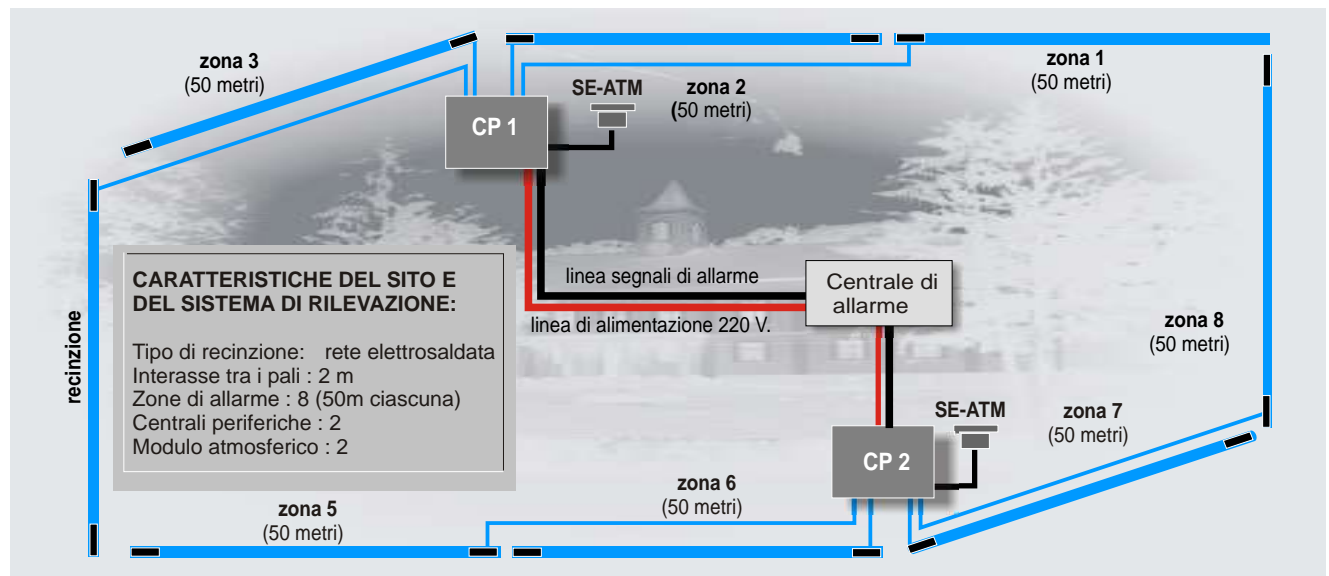 zona 3
(50 metri)
zona 2
(50 metri)
zona 1
(50 metri)
SE-ATM
CP 1
CARATTERISTICHE DEL SITO E
DEL SISTEMA DI RILEVAZIONE:
Tipo di recinzione: rete elettrosaldata
Interasse tra i pali : 2 m
Zone di allarme : 8 (50m ciascuna)
Centrali periferiche : 2
Modulo atmosferico : 2
recinzione
linea segnali di allarme
linea di alimentazione 220 V.
Centrale di
allarme
zona 8
(50 metri)
SE-ATM
CP 2
zona 7
(50 metri)
zona 6
(50 metri)
zona 5
(50 metri)